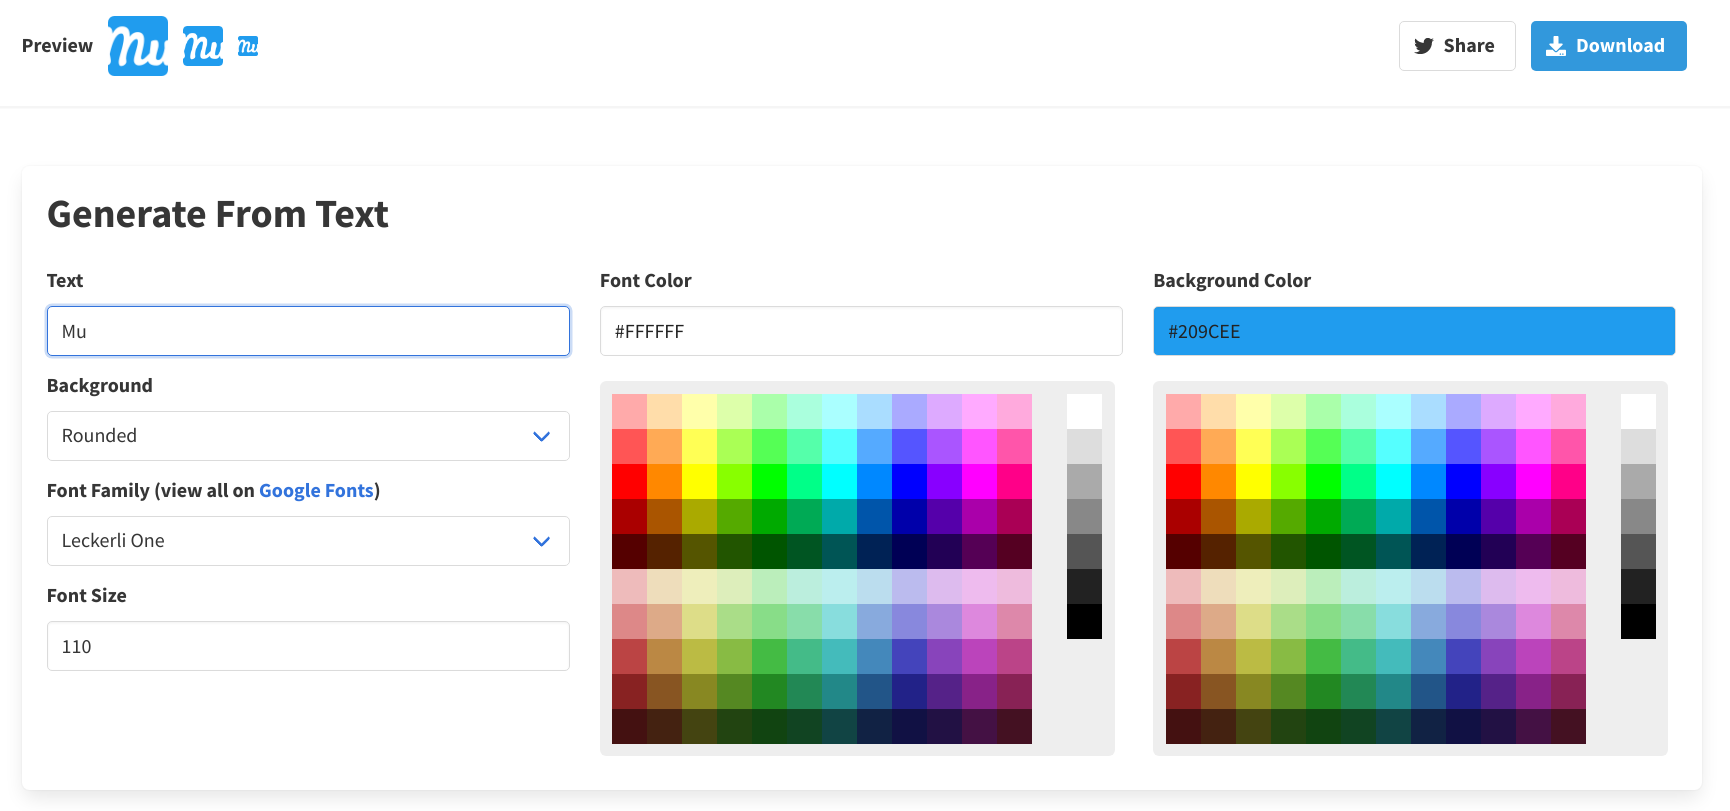 Preview Mu Mu Mu Share Download
Generate From Text
Text Font Color Background Color
Mu #FFFFFF #209CEE
Background
Rounded
Font Family (view all on Google Fonts)
Leckerli One
Font Size
110